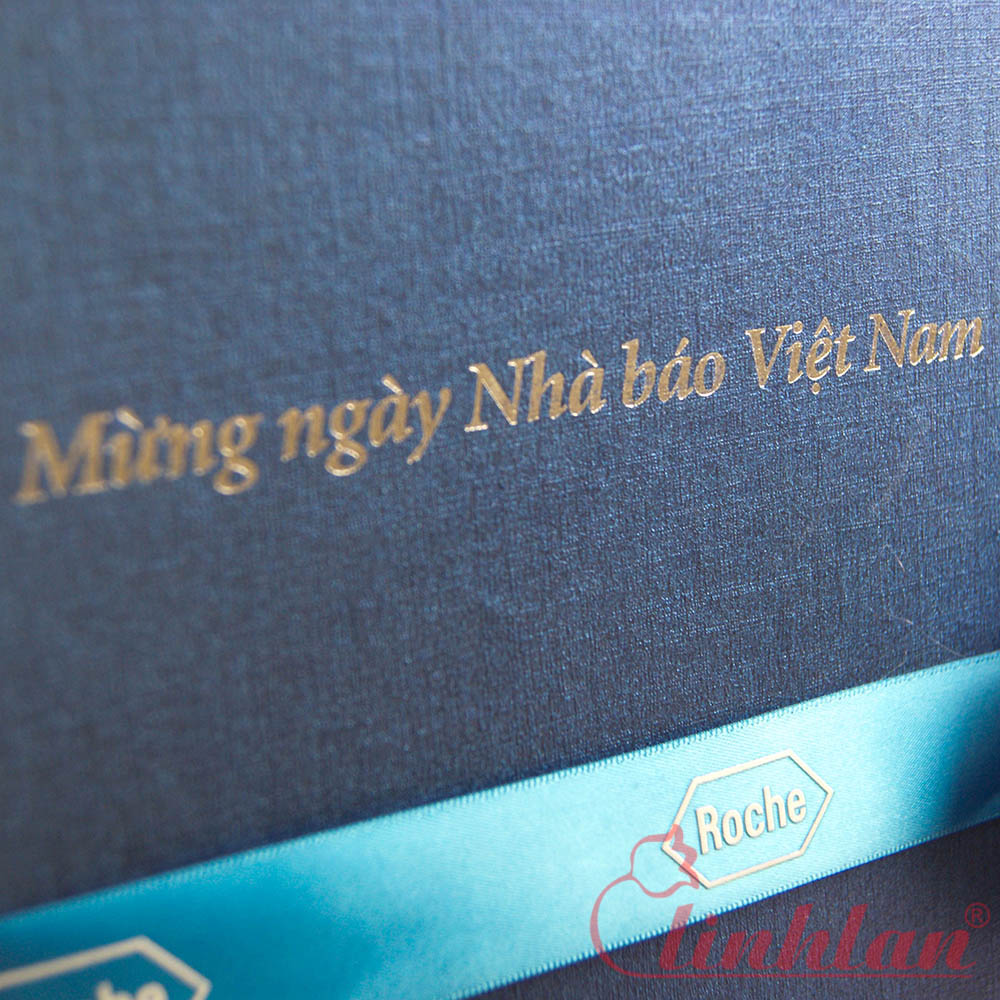 Mừng ngày Nhà báo Việt Nam
Roche
linhlan®